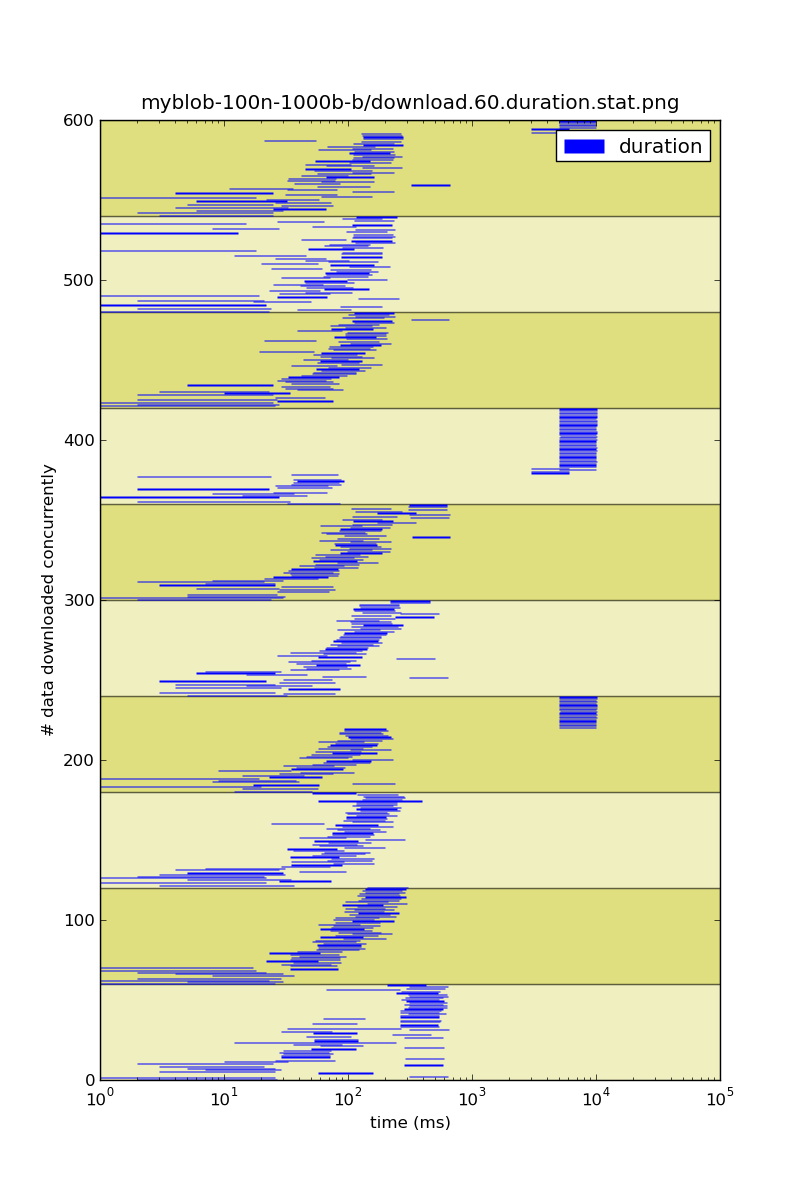 myblob-100n-1000b-b/download.60.duration.stat.png
duration
600
500
400
300
200
100
0
# data downloaded concurrently
10^0 10^1 10^2 10^3 10^4 10^5
time (ms)